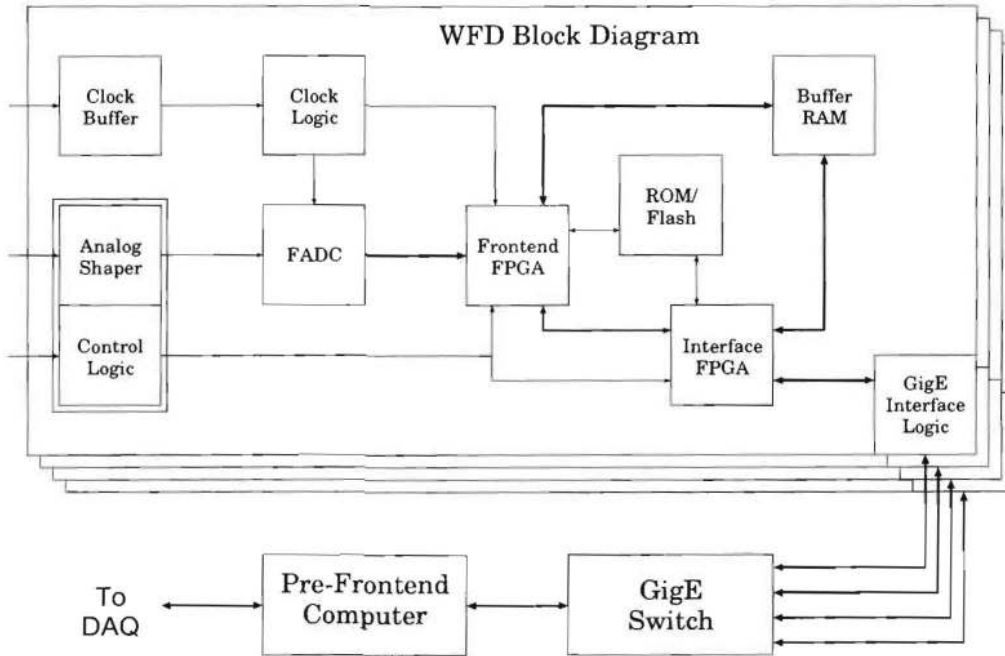 WFD Block Diagram
Clock
Buffer
Clock
Logic
Buffer
RAM
Analog
Shaper
FADC
Frontend
FPGA
ROM/
Flash
Control
Logic
Interface
FPGA
GigE
Interface
Logic
To
DAQ
Pre-Frontend
Computer
GigE
Switch